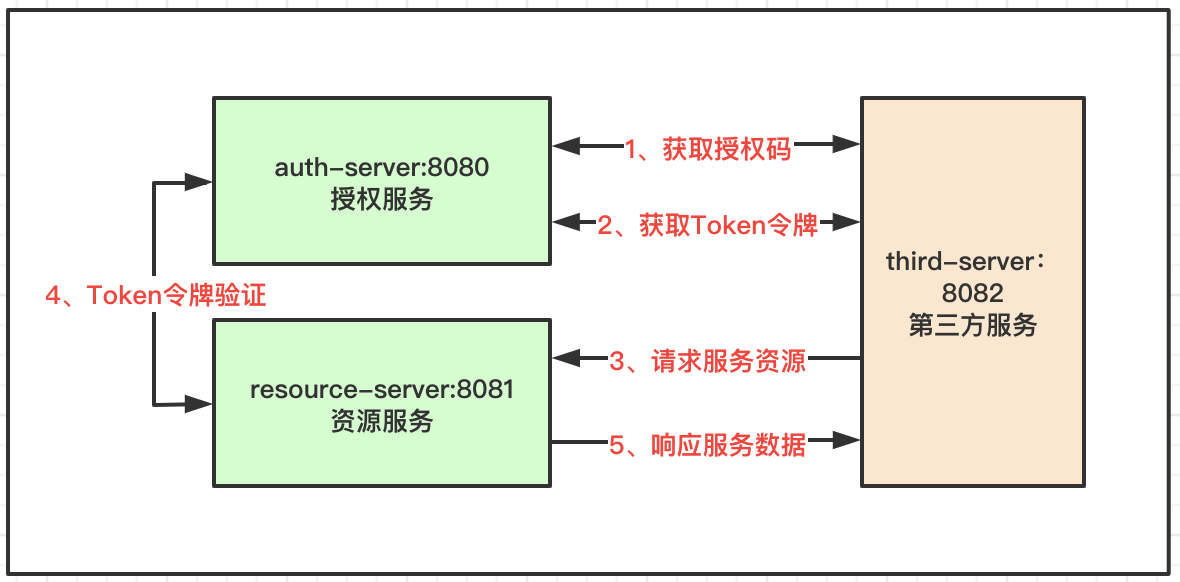 auth-server:8080
授权服务
1、获取授权码
2、获取Token令牌
third-server：
8082
第三方服务
4、Token令牌验证
3、请求服务资源
resource-server:8081
资源服务
5、响应服务数据